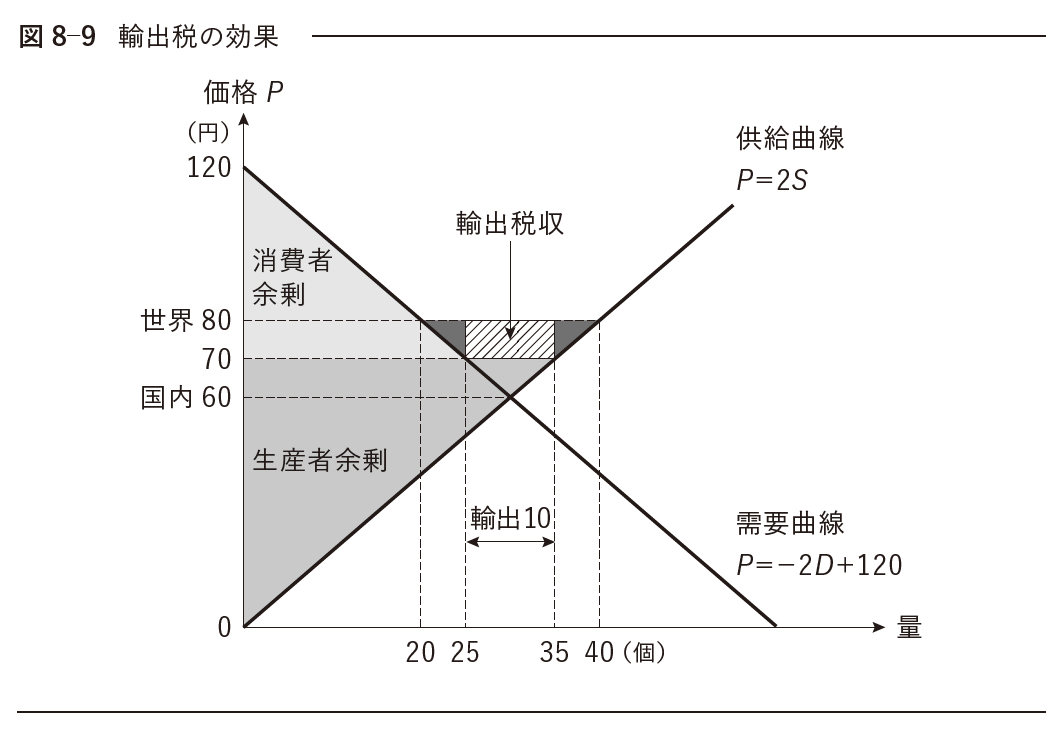 図 8-9 輸出税の効果
価格 P
（円）
120
供給曲線
P=2S
輸出税収
消費者
余剰
世界 80
70
国内 60
生産者余剰
輸出10
需要曲線
P=−2D+120
0
量
20 25 35 40（個）